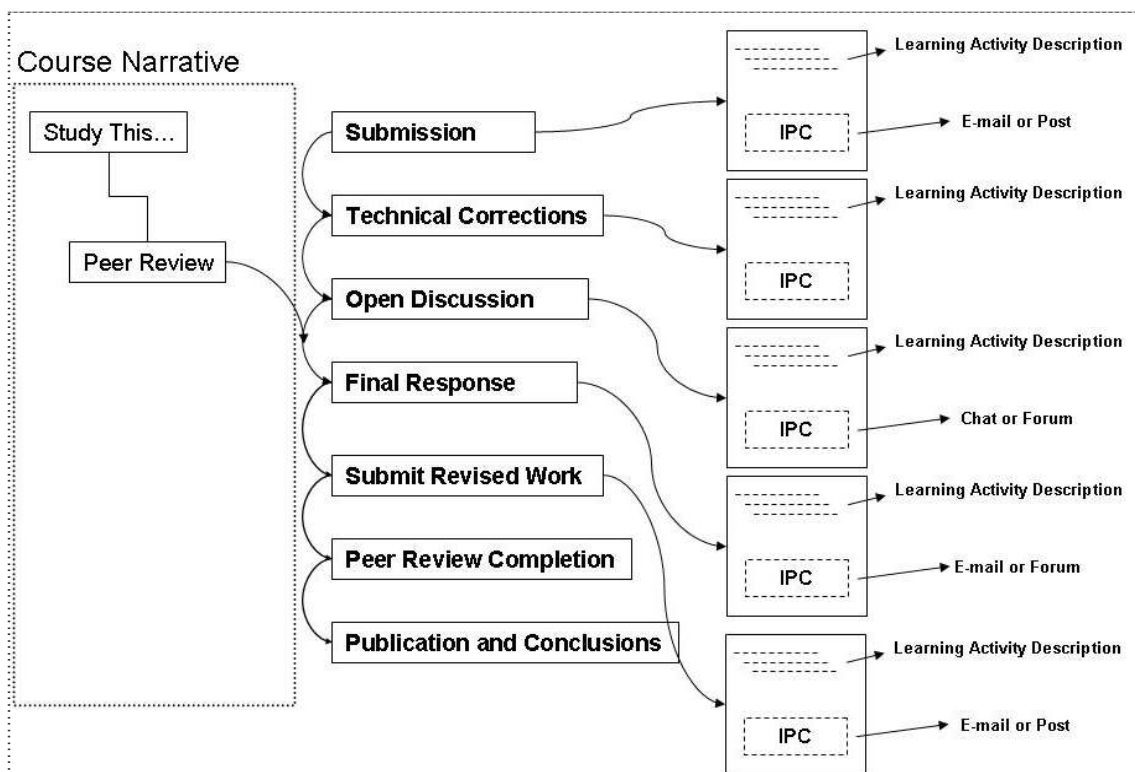 Course Narrative
Study This...
Peer Review
Submission
Technical Corrections
Open Discussion
Final Response
Submit Revised Work
Peer Review Completion
Publication and Conclusions
Learning Activity Description
IPC
E-mail or Post
Learning Activity Description
IPC
Learning Activity Description
IPC
Chat or Forum
Learning Activity Description
IPC
E-mail or Forum
Learning Activity Description
IPC
E-mail or Post